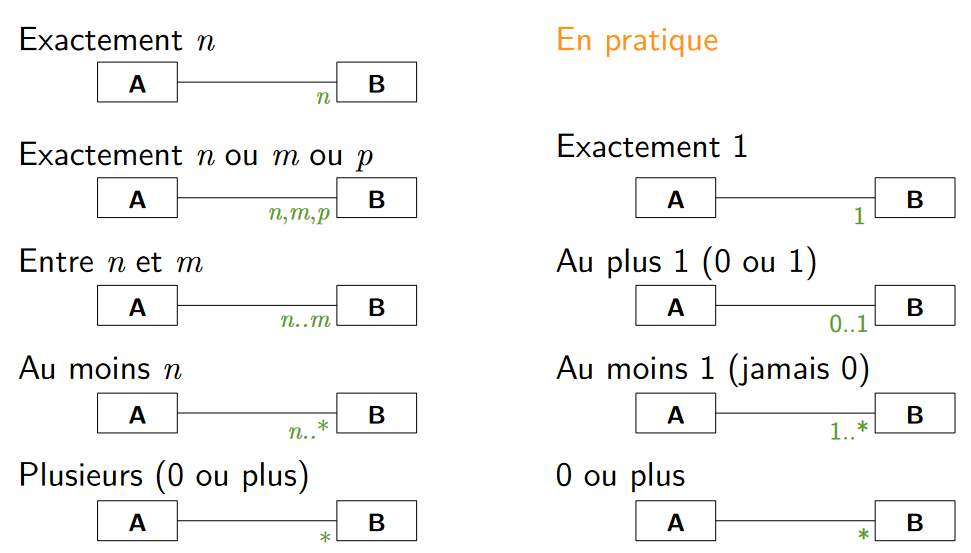 Exactement n
A B
n
Exactement n ou m ou p
A B
n,m,p
Entre n et m
A B
n..m
Au moins n
A B
n..*
Plusieurs (0 ou plus)
A B
*
En pratique
Exactement 1
A B
1
Au plus 1 (0 ou 1)
A B
0..1
Au moins 1 (jamais 0)
A B
1..*
0 ou plus
A B
*